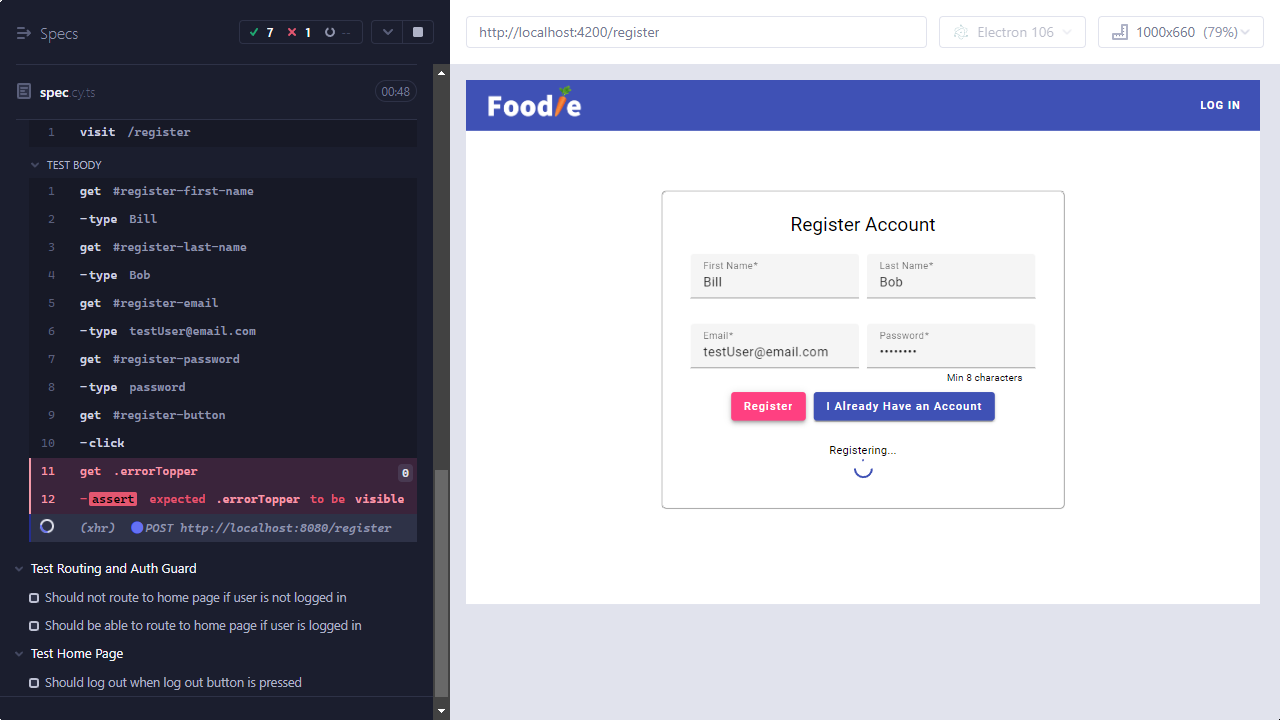 Specs
7 1 --
spec.cy.ts 00:48
1 visit /register
TEST BODY
1 get #register-first-name
2 -type Bill
3 get #register-last-name
4 -type Bob
5 get #register-email
6 -type testUser@email.com
7 get #register-password
8 -type password
9 get #register-button
10 -click
11 get .errorTopper 0
12 -assert expected .errorTopper to be visible
(xhr) POST http://localhost:8080/register
Test Routing and Auth Guard
Should not route to home page if user is not logged in
Should be able to route to home page if user is logged in
Test Home Page
Should log out when log out button is pressed
http://localhost:4200/register
Electron 106
1000x660 (79%)
Foodie
LOG IN
Register Account
First Name*
Bill
Last Name*
Bob
Email*
testUser@email.com
Password*
••••••••
Min 8 characters
Register
I Already Have an Account
Registering...